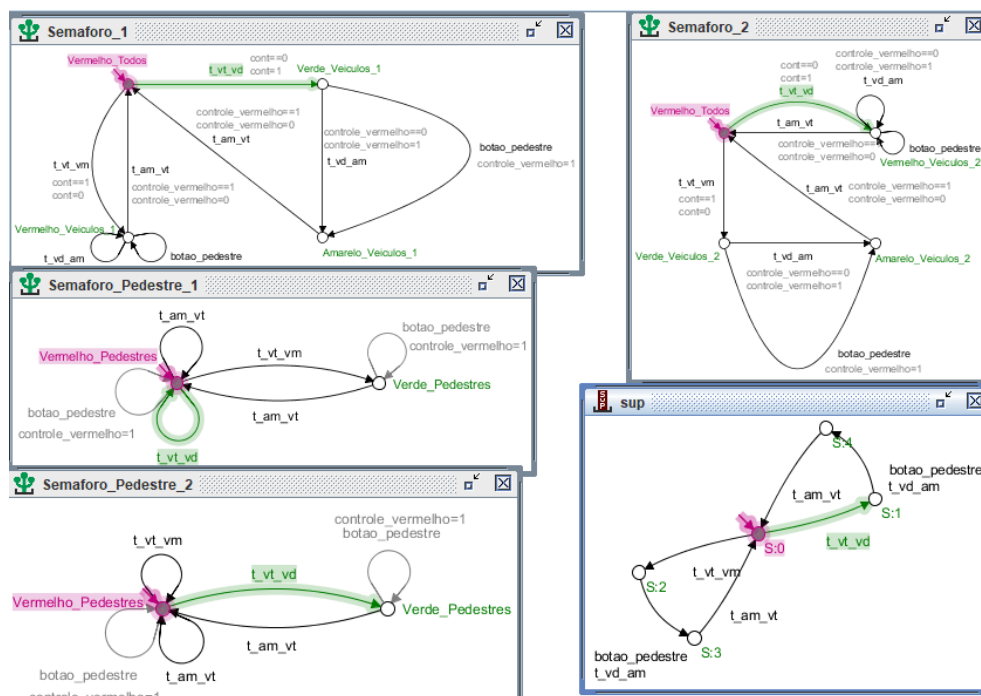 Semaforo_1
Vermelho_Todos
cont==0
cont=1
t_vt_vd
Verde_Veiculos_1
controle_vermelho==1
controle_vermelho=0
t_am_vt
controle_vermelho==0
controle_vermelho=1
t_vd_am
botao_pedestre
controle_vermelho=1
t_vt_vm
cont==1
cont=0
t_am_vt
controle_vermelho==1
controle_vermelho=0
Vermelho_Veiculos_1
t_vd_am
botao_pedestre
Amarelo_Veiculos_1
Semaforo_2
controle_vermelho==0
controle_vermelho=1
cont==0
cont=1
t_vt_vd
t_vd_am
Vermelho_Todos
t_am_vt
botao_pedestre
controle_vermelho==
controle_vermelho=0
Vermelho_Veiculos_2
t_vt_vm
cont==1
cont=0
t_am_vt
controle_vermelho==1
controle_vermelho=0
Verde_Veiculos_2
t_vd_am
Amarelo_Veiculos_2
controle_vermelho==0
controle_vermelho=1
botao_pedestre
controle_vermelho=1
Semaforo_Pedestre_1
t_am_vt
botao_pedestre
controle_vermelho=1
Vermelho_Pedestres
t_vt_vm
Verde_Pedestres
botao_pedestre
controle_vermelho=1
t_am_vt
t_vt_vd
Semaforo_Pedestre_2
controle_vermelho=1
botao_pedestre
t_vt_vm
t_vt_vd
Vermelho_Pedestres
Verde_Pedestres
t_am_vt
botao_pedestre
t_am_vt
controle_vermelho=1
sup
S:4
botao_pedestre
t_vd_am
t_am_vt
S:1
S:0
t_vt_vd
S:2
t_vt_vm
t_am_vt
S:3
botao_pedestre
t_vd_am